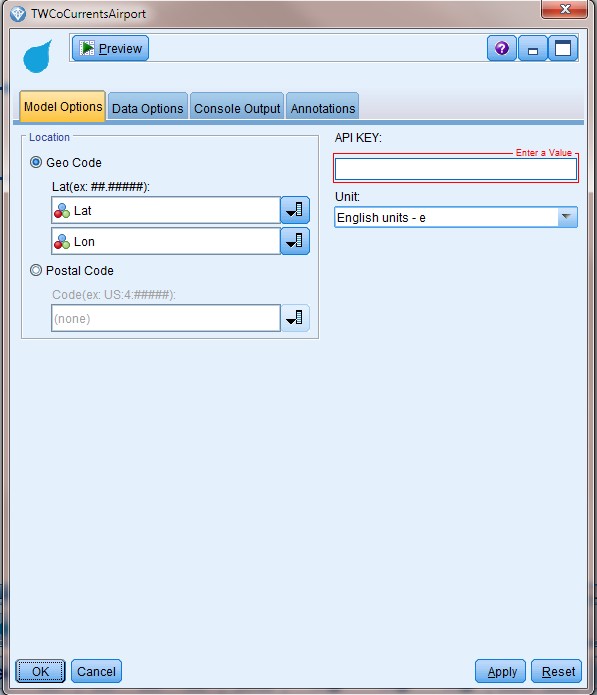 TWCoCurrentsAirport
Preview
Model Options Data Options Console Output Annotations
Location
Geo Code
Lat(ex: ##.#####):
Lat
Lon
Postal Code
Code(ex: US:4:#####):
(none)
API KEY:
Enter a Value
Unit:
English units - e
OK Cancel Apply Reset